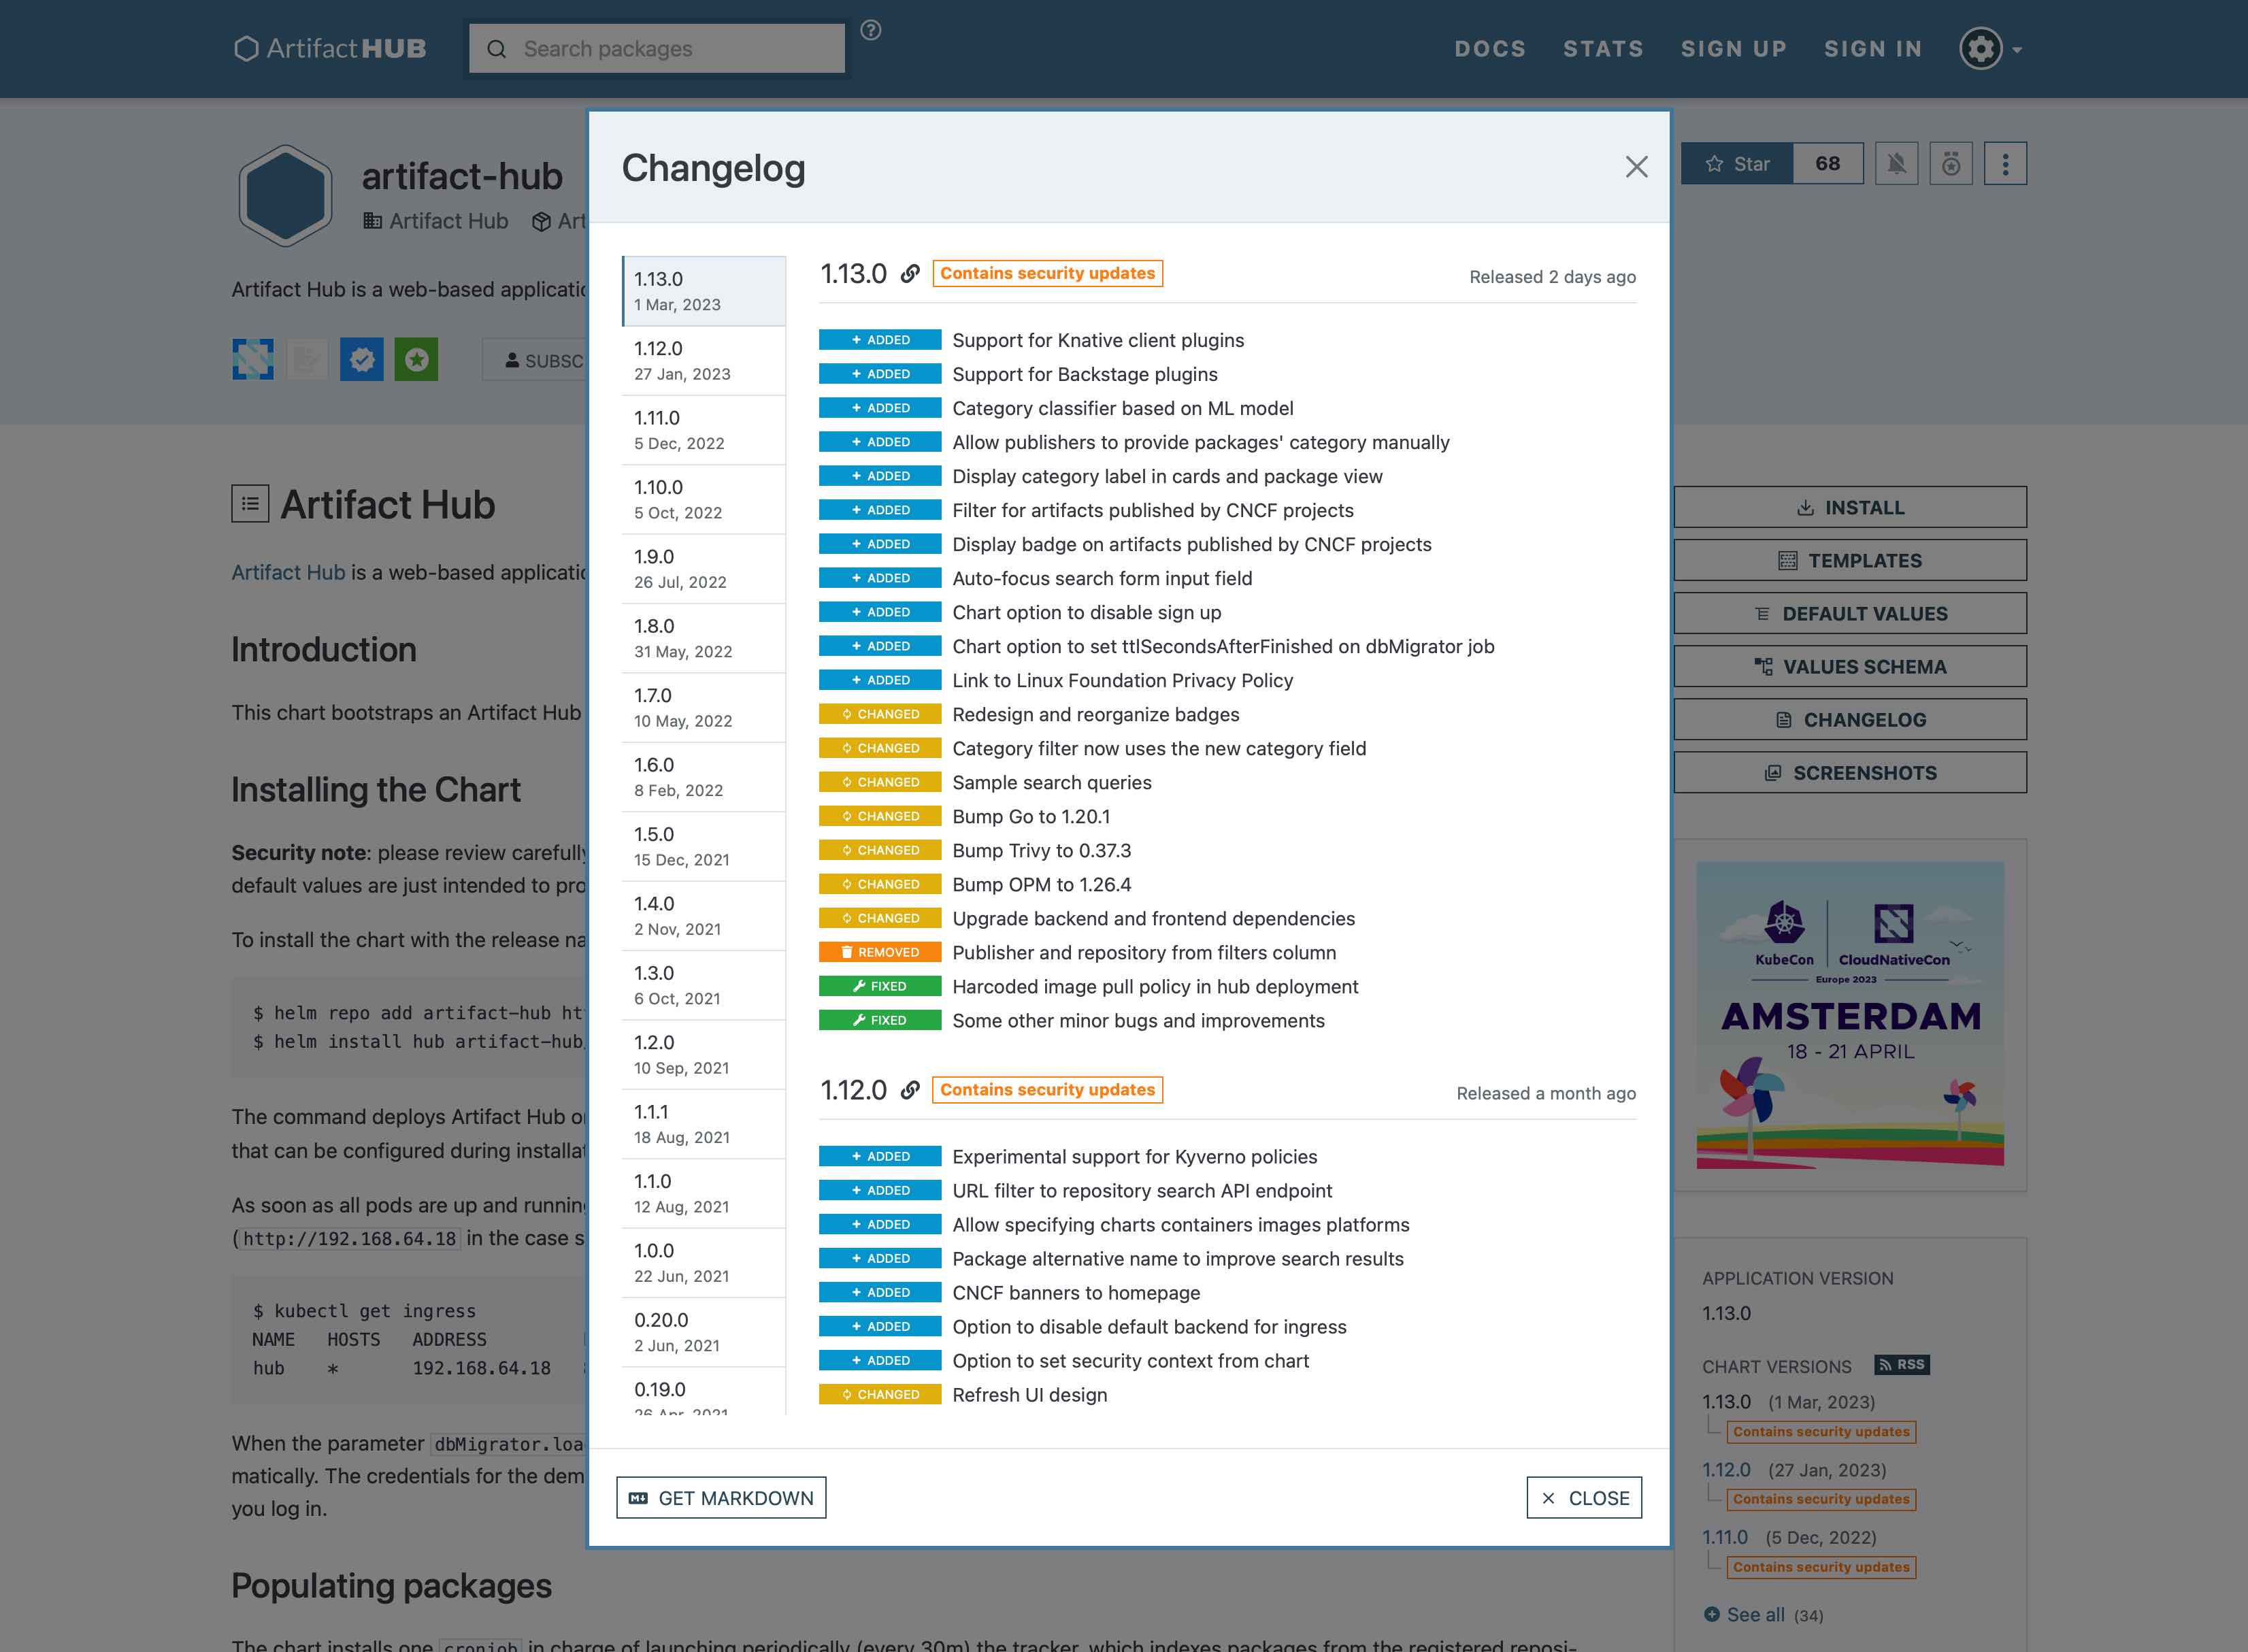 ArtifactHUB
Search packages
DOCS
STATS
SIGN UP
SIGN IN
artifact-hub
Artifact Hub
Artifact Hub is a web-based
SUBSC
Changelog
Star 68
1.13.0
1 Mar, 2023
1.12.0
27 Jan, 2023
1.11.0
5 Dec, 2022
1.10.0
5 Oct, 2022
1.9.0
26 Jul, 2022
1.8.0
31 May, 2022
1.7.0
10 May, 2022
1.6.0
8 Feb, 2022
1.5.0
15 Dec, 2021
1.4.0
2 Nov, 2021
1.3.0
6 Oct, 2021
1.2.0
10 Sep, 2021
1.1.1
18 Aug, 2021
1.1.0
12 Aug, 2021
1.0.0
22 Jun, 2021
0.20.0
2 Jun, 2021
0.19.0
26 Apr, 2021
1.13.0 Contains security updates Released 2 days ago
+ ADDED Support for Knative client plugins
+ ADDED Support for Backstage plugins
+ ADDED Category classifier based on ML model
+ ADDED Allow publishers to provide packages' category manually
+ ADDED Display category label in cards and package view
+ ADDED Filter for artifacts published by CNCF projects
+ ADDED Display badge on artifacts published by CNCF projects
+ ADDED Auto-focus search form input field
+ ADDED Chart option to disable sign up
+ ADDED Chart option to set ttlSecondsAfterFinished on dbMigrator job
+ ADDED Link to Linux Foundation Privacy Policy
CHANGED Redesign and reorganize badges
CHANGED Category filter now uses the new category field
CHANGED Sample search queries
CHANGED Bump Go to 1.20.1
CHANGED Bump Trivy to 0.37.3
CHANGED Bump OPM to 1.26.4
CHANGED Upgrade backend and frontend dependencies
REMOVED Publisher and repository from filters column
FIXED Harcoded image pull policy in hub deployment
FIXED Some other minor bugs and improvements
1.12.0 Contains security updates Released a month ago
+ ADDED Experimental support for Kyverno policies
+ ADDED URL filter to repository search API endpoint
+ ADDED Allow specifying charts containers images platforms
+ ADDED Package alternative name to improve search results
+ ADDED CNCF banners to homepage
+ ADDED Option to disable default backend for ingress
+ ADDED Option to set security context from chart
CHANGED Refresh UI design
GET MARKDOWN
CLOSE
Artifact Hub
Artifact Hub is a web-based
Introduction
This chart bootstraps an Artifact Hub
Installing the Chart
Security note: please review carefully
default values are just intended to
To install the chart with the release
$ helm repo add artifact-hub
$ helm install hub artifact-hub
The command deploys Artifact Hub
that can be configured during
As soon as all pods are up and running
(http://192.168.64.18 in the case
$ kubectl get ingress
NAME HOSTS ADDRESS
hub * 192.168.64.18
When the parameter
matically. The credentials for the
you log in.
Populating packages
The chart installs one cronjob in charge of launching periodically (every 30m) the tracker, which indexes packages from the registered reposi-
INSTALL
TEMPLATES
DEFAULT VALUES
VALUES SCHEMA
CHANGELOG
SCREENSHOTS
KubeCon CloudNativeCon
Europe 2023
AMSTERDAM
18 - 21 APRIL
APPLICATION VERSION
1.13.0
CHART VERSIONS RSS
1.13.0 (1 Mar, 2023)
Contains security updates
1.12.0 (27 Jan, 2023)
Contains security updates
1.11.0 (5 Dec, 2022)
Contains security updates
See all (34)